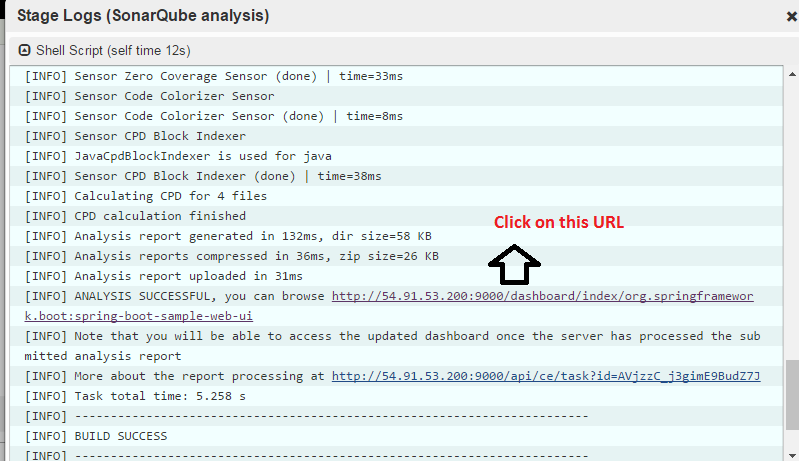 Stage Logs (SonarQube analysis)
Shell Script (self time 12s)
[INFO] Sensor Zero Coverage Sensor (done) | time=33ms
[INFO] Sensor Code Colorizer Sensor
[INFO] Sensor Code Colorizer Sensor (done) | time=8ms
[INFO] Sensor CPD Block Indexer
[INFO] JavaCpdBlockIndexer is used for java
[INFO] Sensor CPD Block Indexer (done) | time=38ms
[INFO] Calculating CPD for 4 files
[INFO] CPD calculation finished
Click on this URL
[INFO] Analysis report generated in 132ms, dir size=58 KB
[INFO] Analysis reports compressed in 36ms, zip size=26 KB
[INFO] Analysis report uploaded in 31ms
[INFO] ANALYSIS SUCCESSFUL, you can browse http://54.91.53.200:9000/dashboard/index/org.springframewor
k.boot:spring-boot-sample-web-ui
[INFO] Note that you will be able to access the updated dashboard once the server has processed the sub
mitted analysis report
[INFO] More about the report processing at http://54.91.53.200:9000/api/ce/task?id=AVjzzC_j3gimE9BudZ7J
[INFO] Task total time: 5.258 s
[INFO] ------------------------------------------------------------------------
[INFO] BUILD SUCCESS
[INFO] ------------------------------------------------------------------------